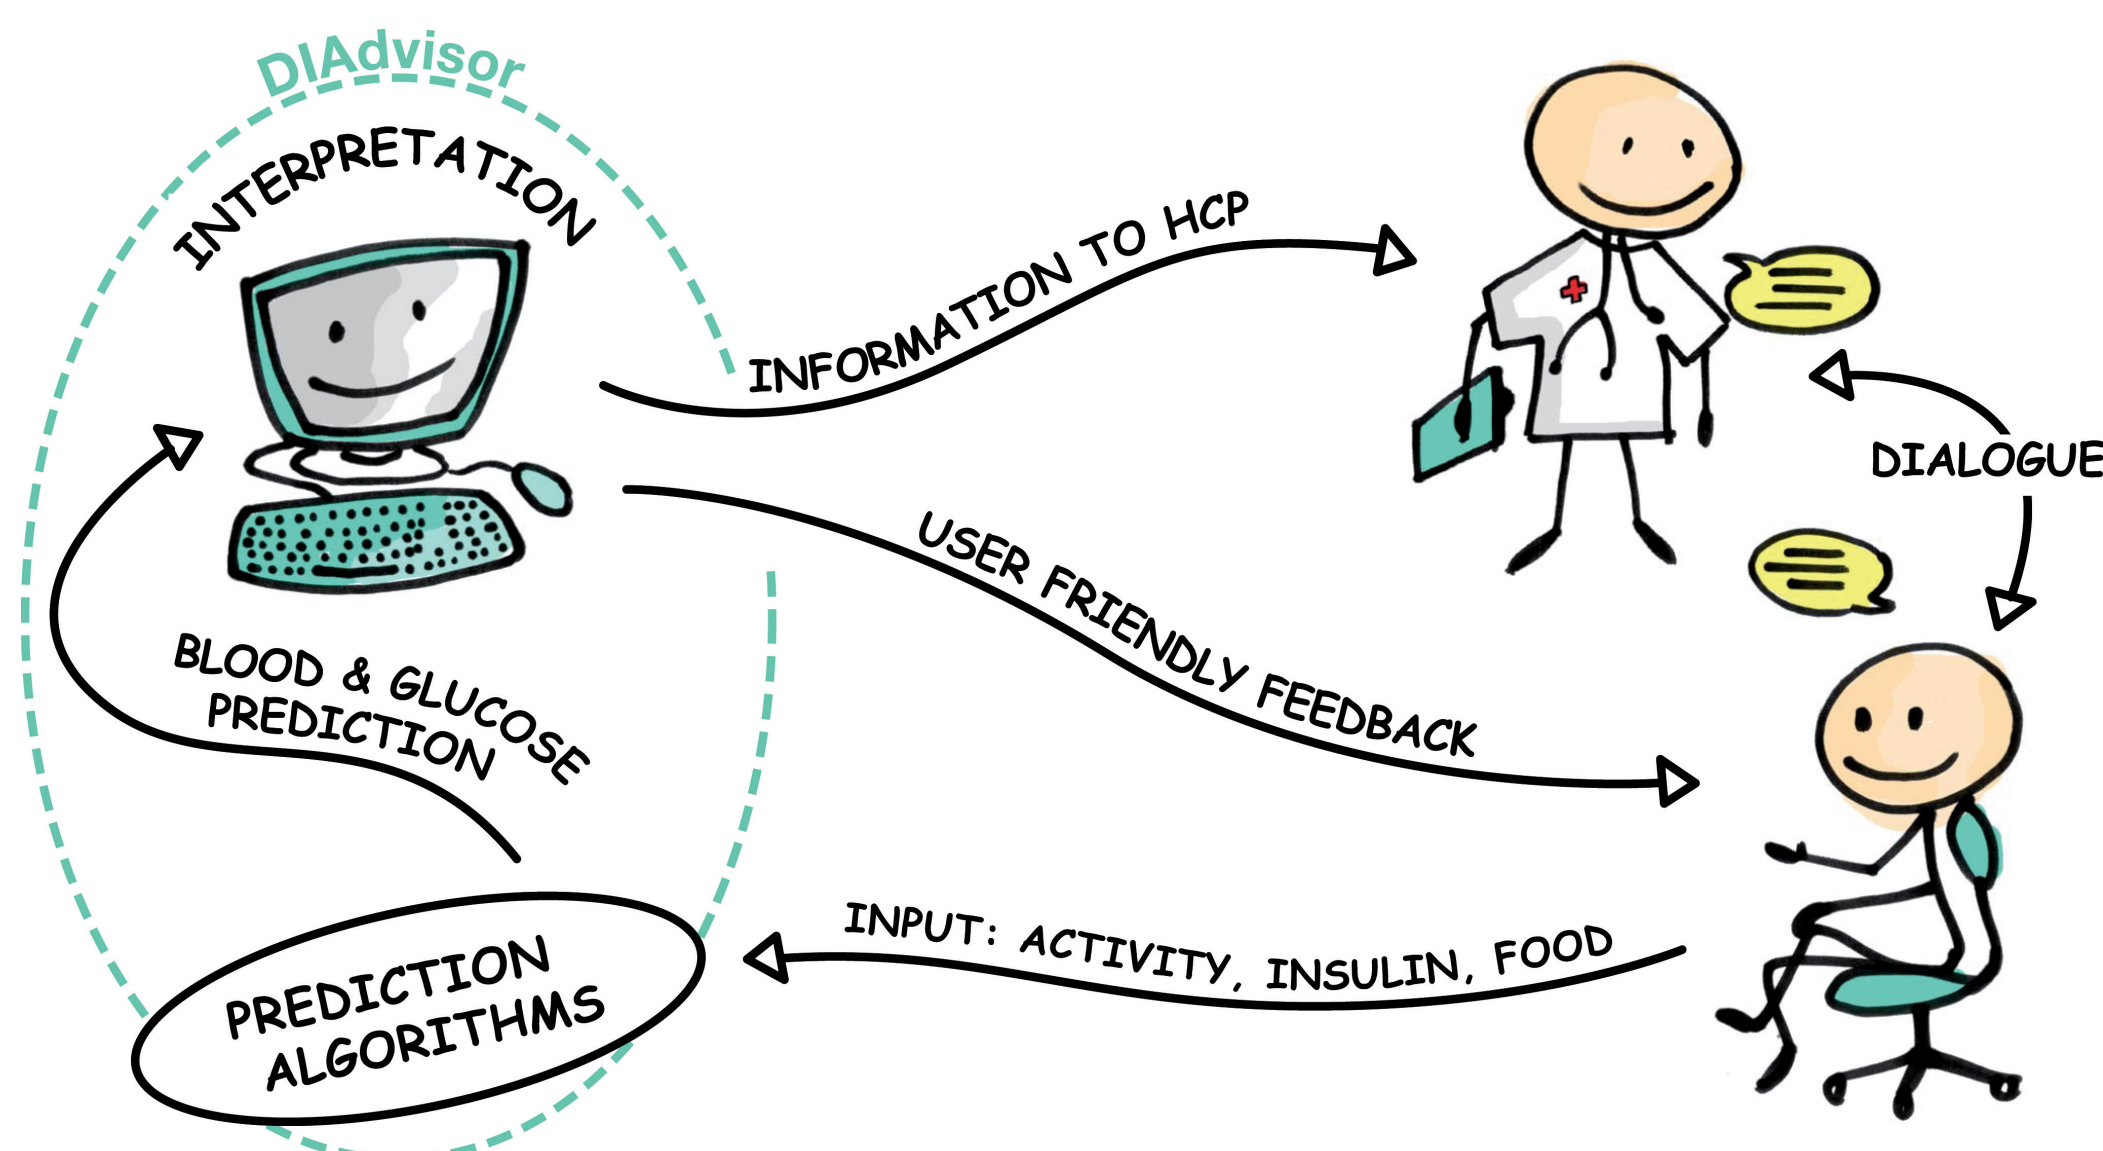 DIAdvisor
INTERPRETATION
INFORMATION TO HCP
DIALOGUE
USER FRIENDLY FEEDBACK
BLOOD & GLUCOSE
PREDICTION
INPUT: ACTIVITY, INSULIN, FOOD
PREDICTION
ALGORITHMS